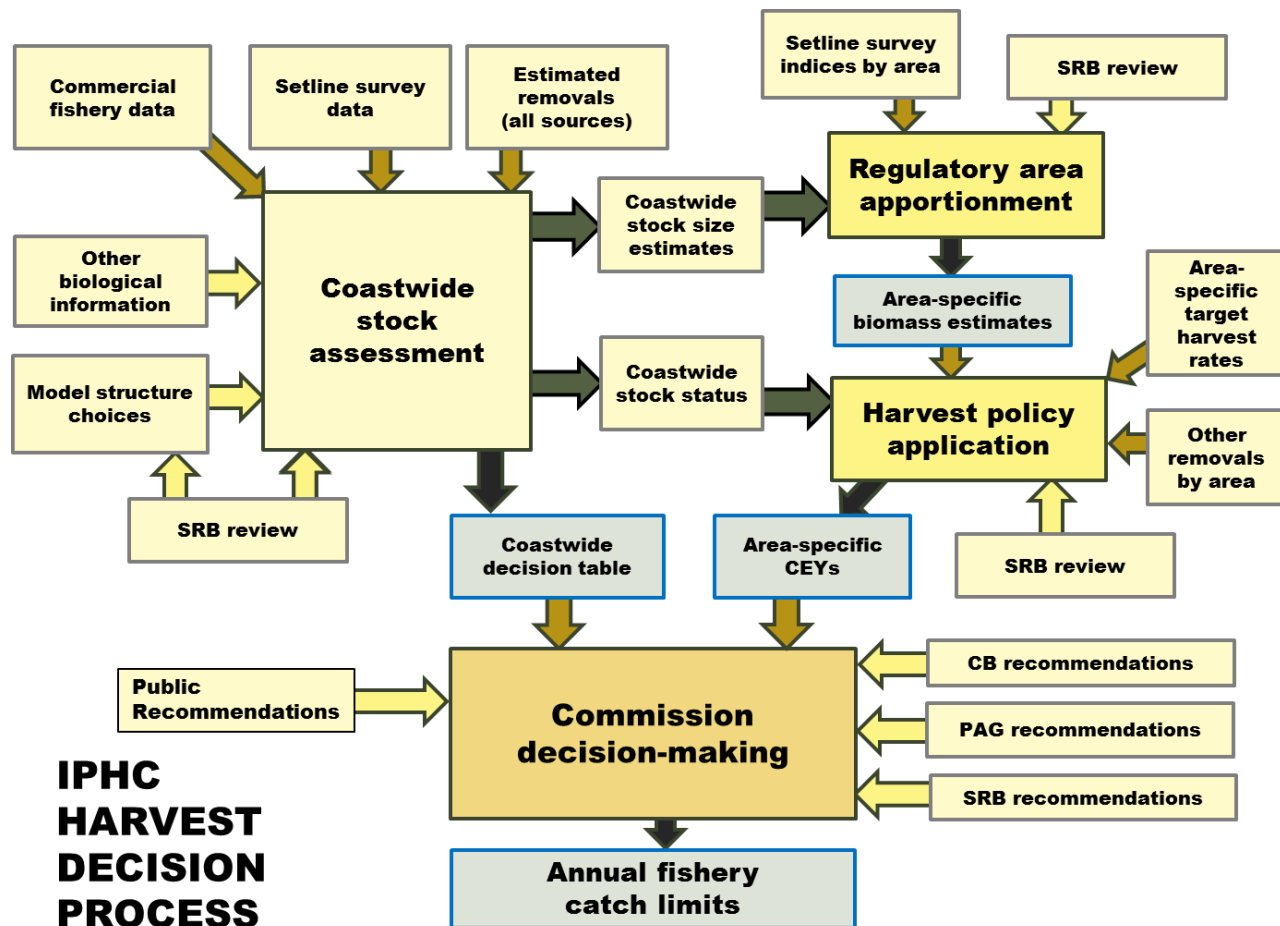 Commercial
fishery data
Setline survey
data
Estimated
removals
(all sources)
Setline survey
indices by area
SRB review
Regulatory area
apportionment
Coastwide
stock size
estimates
Other
biological
information
Coastwide
stock
assessment
Area-specific
biomass estimates
Area-
specific
target
harvest
rates
Model structure
choices
Coastwide
stock status
Harvest policy
application
Other
removals
by area
SRB review
Coastwide
decision table
Area-specific
CEYs
SRB review
Public
Recommendations
Commission
decision-making
CB recommendations
PAG recommendations
SRB recommendations
IPHC
HARVEST
DECISION
PROCESS
Annual fishery
catch limits